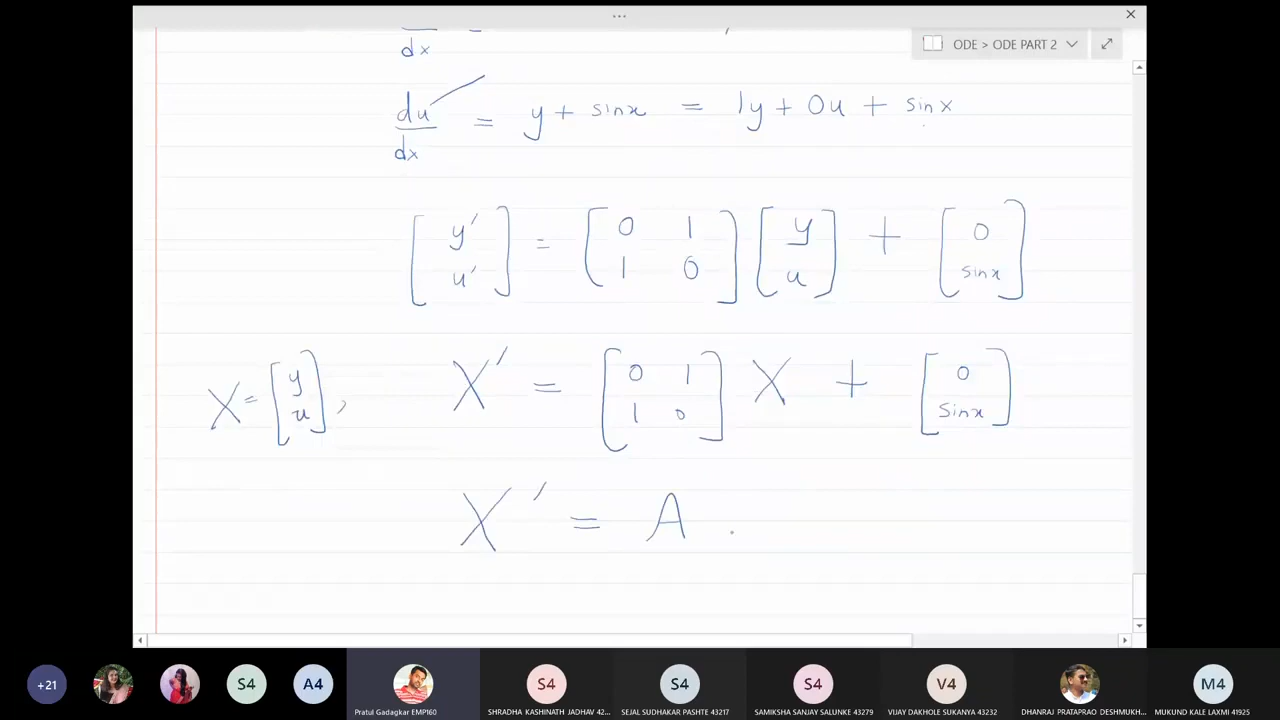 ODE > ODE PART 2
dx =
du/dx = y + sinx = 1y + 0u + sinx
[y' u'] = [0 1 1 0] [y u] + [0 sinx]
X = [y u], X' = [0 1 1 0] X + [0 sinx]
X' = A
+21 S4 A4 S4 S4 S4 V4 M4
Pratul Gadagkar EMP160 SHRADHA KASHINATH JADHAV 42... SEJAL SUDHAKAR PASHTE 43217 SAMIKSHA SANJAY SALUNKE 43279 VIJAY DAKHOLE SUKANYA 43232 DHANRAJ PRATAPRAO DESHMUKH... MUKUND KALE LAXMI 41925